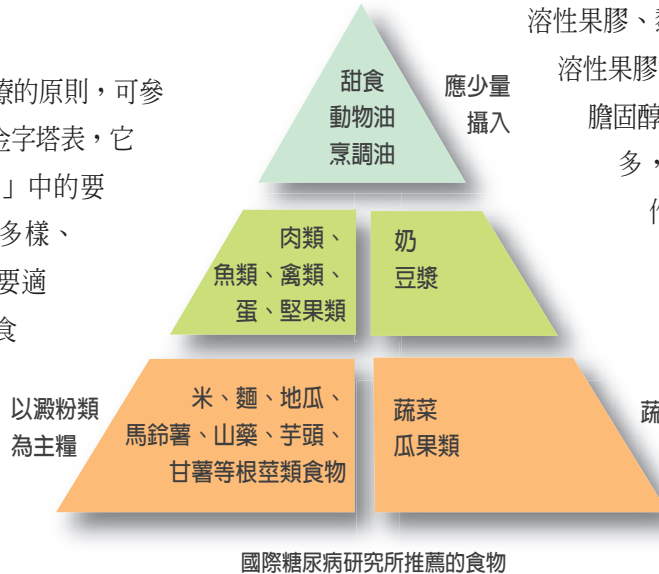 療的原則，可參
金字塔表，它
」中的要
多樣、
要適
食
溶性果膠、
溶性果膠
膽固醇
多，
甜食
動物油
烹調油
應少量
攝入
肉類、
魚類、禽類、
蛋、堅果類
奶
豆漿
以澱粉類
為主糧
米、麵、地瓜、
馬鈴薯、山藥、芋頭、
甘薯等根莖類食物
蔬菜
瓜果類
國際糖尿病研究所推薦的食物